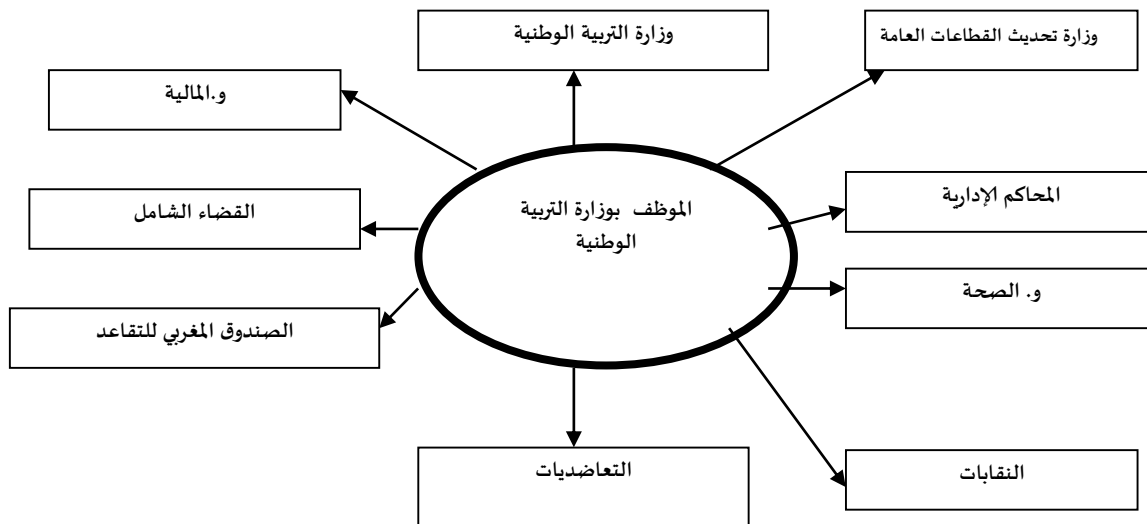 وزارة تحديث القطاعات العامة
وزارة التربية الوطنية
و.المالية
المحاكم الإدارية
الموظف بوزارة التربية
الوطنية
القضاء الشامل
و. الصحة
الصندوق المغربي للتقاعد
النقابات
التعاضديات